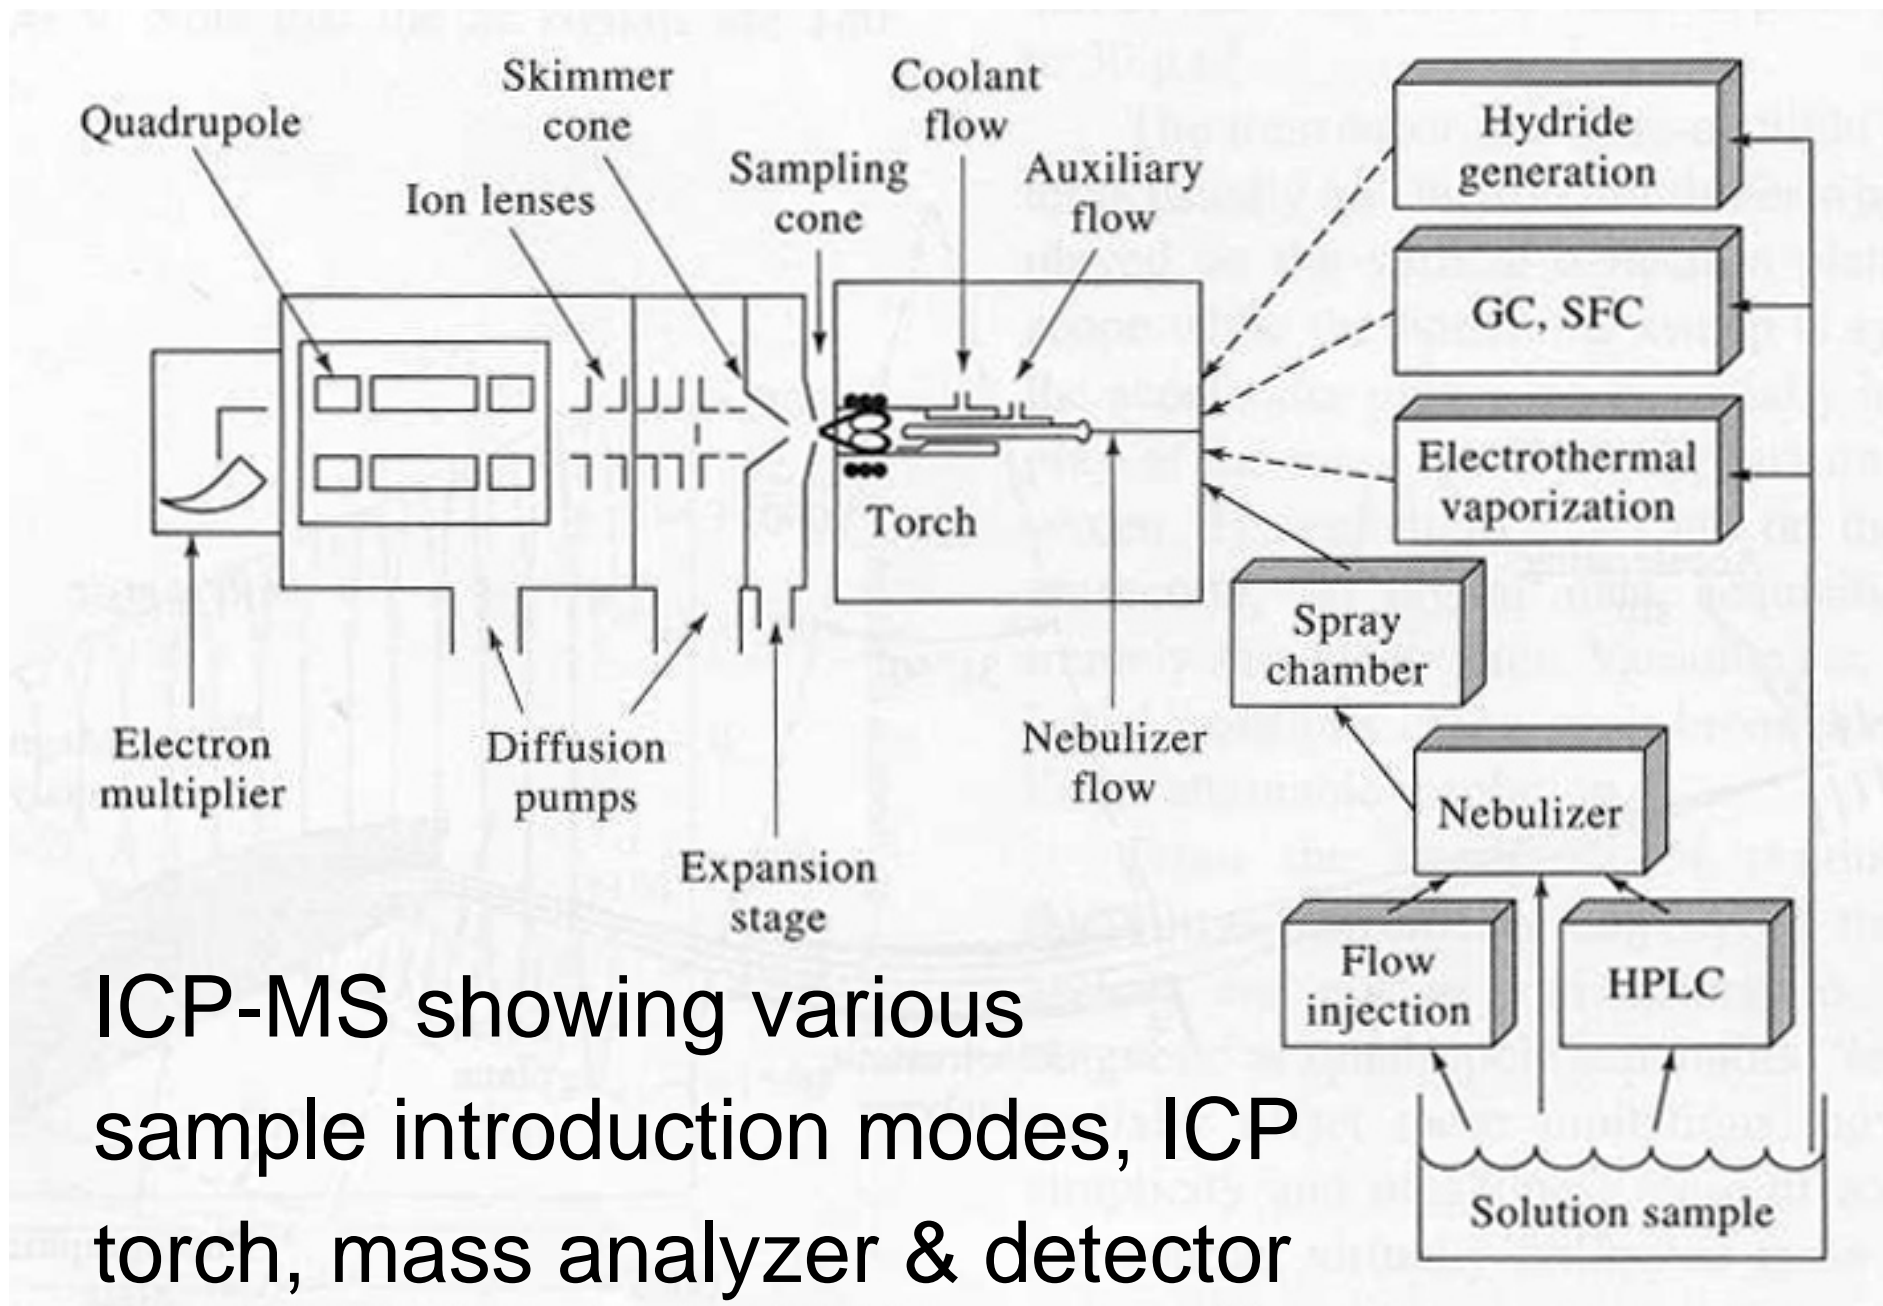 Skimmer
cone
Coolant
flow
Hydride
generation
Quadrupole
Sampling
cone
Auxiliary
flow
Ion lenses
GC, SFC
Electrothermal
vaporization
Torch
Spray
chamber
Electron
multiplier
Diffusion
pumps
Nebulizer
flow
Nebulizer
Expansion
stage
Flow
injection
HPLC
Solution sample
ICP-MS showing various
sample introduction modes, ICP
torch, mass analyzer & detector